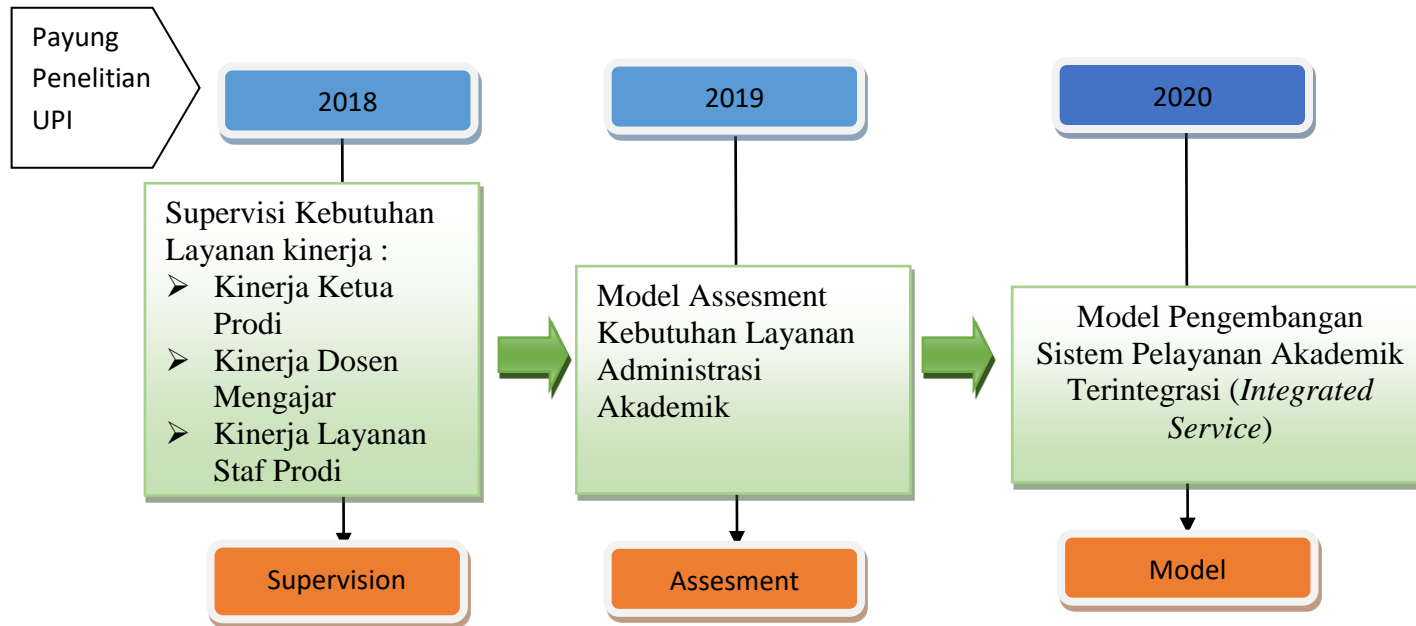 Payung
Penelitian
UPI
2018
2019
2020
Supervisi Kebutuhan
Layanan kinerja :
➢ Kinerja Ketua
Prodi
➢ Kinerja Dosen
Mengajar
➢ Kinerja Layanan
Staf Prodi
Model Assesment
Kebutuhan Layanan
Administrasi
Akademik
Model Pengembangan
Sistem Pelayanan Akademik
Terintegrasi (Integrated
Service)
Supervision
Assesment
Model